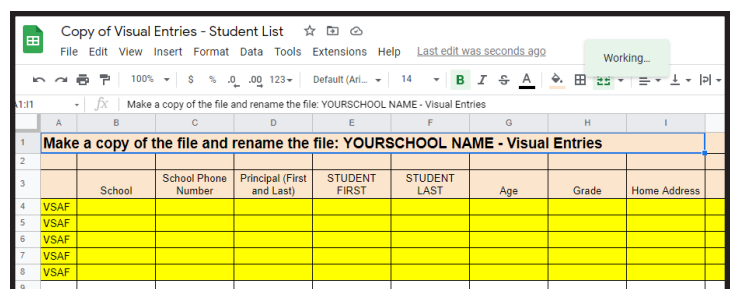 Copy of Visual Entries - Student List
File Edit View Insert Format Data Tools Extensions Help Last edit was seconds ago
Working...
100% $ % .0 .00 123 Default (Ari... 14 B I S A
A1:I1 fx Make a copy of the file and rename the file: YOURSCHOOL NAME - Visual Entries
A B C D E F G H I
1 Make a copy of the file and rename the file: YOURSCHOOL NAME - Visual Entries
2
School Phone Principal (First STUDENT STUDENT
3 School Number and Last) FIRST LAST Age Grade Home Address
4 VSAF
5 VSAF
6 VSAF
7 VSAF
8 VSAF
9